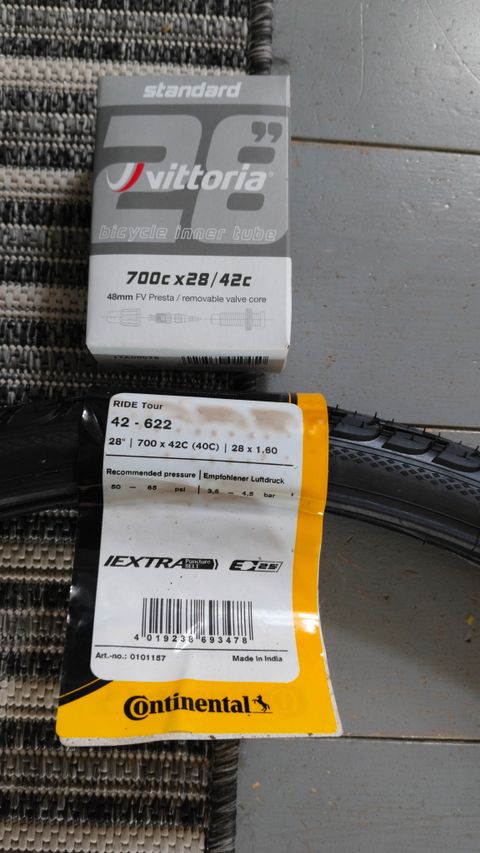 standard
28”
vittoria®
bicycle inner tube
700c x28/42c
48mm FV Presta / removable valve core
RIDE Tour
42 - 622
28" | 700 x 42C (40C) | 28 x 1.60
Recommended pressure | Empfohlener Luftdruck
50 — 65 psi | 3,5 — 4,5 bar
EXTRA Puncture Belt
E 25
4 019238 693478
Art.-no.: 0101157 Made in India
Continental